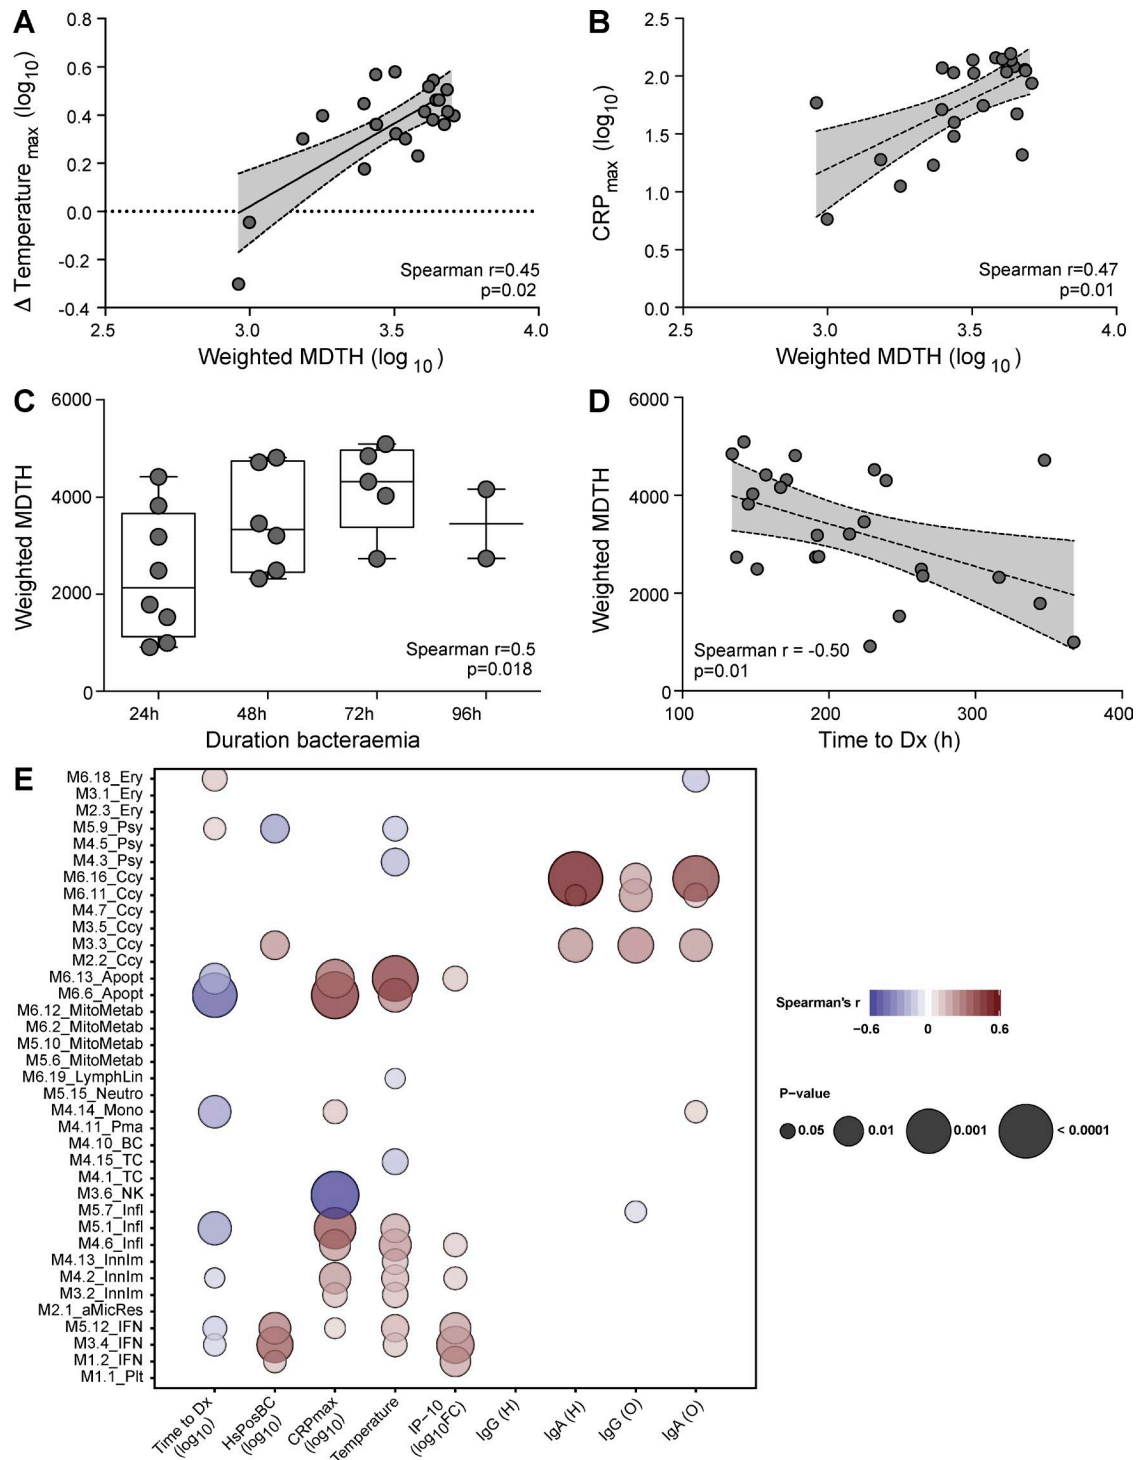 A
0.8
0.6
0.4
0.2
0.0
-0.2
-0.4
Δ Temperature max (log10)
Spearman r=0.45
p=0.02
2.5 3.0 3.5 4.0
Weighted MDTH (log 10)
B
2.5
2.0
1.5
1.0
0.5
0.0
CRPmax (log10)
Spearman r=0.47
p=0.01
2.5 3.0 3.5 4.0
Weighted MDTH (log 10)
C
6000
4000
2000
0
Weighted MDTH
Spearman r=0.5
p=0.018
24h 48h 72h 96h
Duration bacteraemia
D
6000
4000
2000
0
Weighted MDTH
Spearman r = -0.50
p=0.01
100 200 300 400
Time to Dx (h)
E
M6.18_Ery
M3.1_Ery
M2.3_Ery
M5.9_Psy
M4.5_Psy
M4.3_Psy
M6.16_Ccy
M6.11_Ccy
M4.7_Ccy
M3.5_Ccy
M3.3_Ccy
M2.2_Ccy
M6.13_Apopt
M6.6_Apopt
M6.12_MitoMetab
M6.2_MitoMetab
M5.10_MitoMetab
M5.6_MitoMetab
M6.19_LymphLin
M5.15_Neutro
M4.14_Mono
M4.11_Pma
M4.10_BC
M4.15_TC
M4.1_TC
M3.6_NK
M5.7_Infl
M5.1_Infl
M4.6_Infl
M4.13_InnIm
M4.2_InnIm
M3.2_InnIm
M2.1_aMicRes
M5.12_IFN
M3.4_IFN
M1.2_IFN
M1.1_Plt
Time to Dx
(log10)
HsPosBC
(log10)
CRPmax
(log10)
Temperature
IP−10
(log10FC)
IgG (H)
IgA (H)
IgG (O)
IgA (O)
Spearman's r
−0.6 0 0.6
P−value
0.05 0.01 0.001 < 0.0001